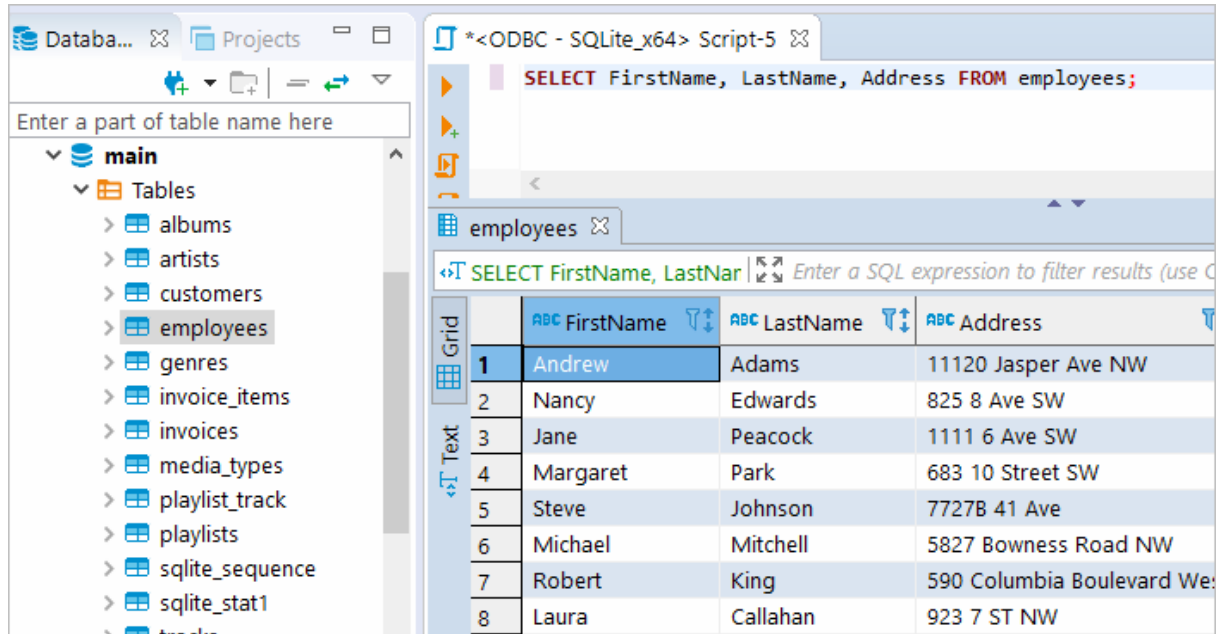 Databa...
Projects
Enter a part of table name here
main
Tables
albums
artists
customers
employees
genres
invoice_items
invoices
media_types
playlist_track
playlists
sqlite_sequence
sqlite_stat1
tracks
*<ODBC - SQLite_x64> Script-5
SELECT FirstName, LastName, Address FROM employees;
employees
SELECT FirstName, LastNar Enter a SQL expression to filter results (use C
Grid
Text
ABC FirstName ABC LastName ABC Address
1 Andrew Adams 11120 Jasper Ave NW
2 Nancy Edwards 825 8 Ave SW
3 Jane Peacock 1111 6 Ave SW
4 Margaret Park 683 10 Street SW
5 Steve Johnson 7727B 41 Ave
6 Michael Mitchell 5827 Bowness Road NW
7 Robert King 590 Columbia Boulevard Wes
8 Laura Callahan 923 7 ST NW